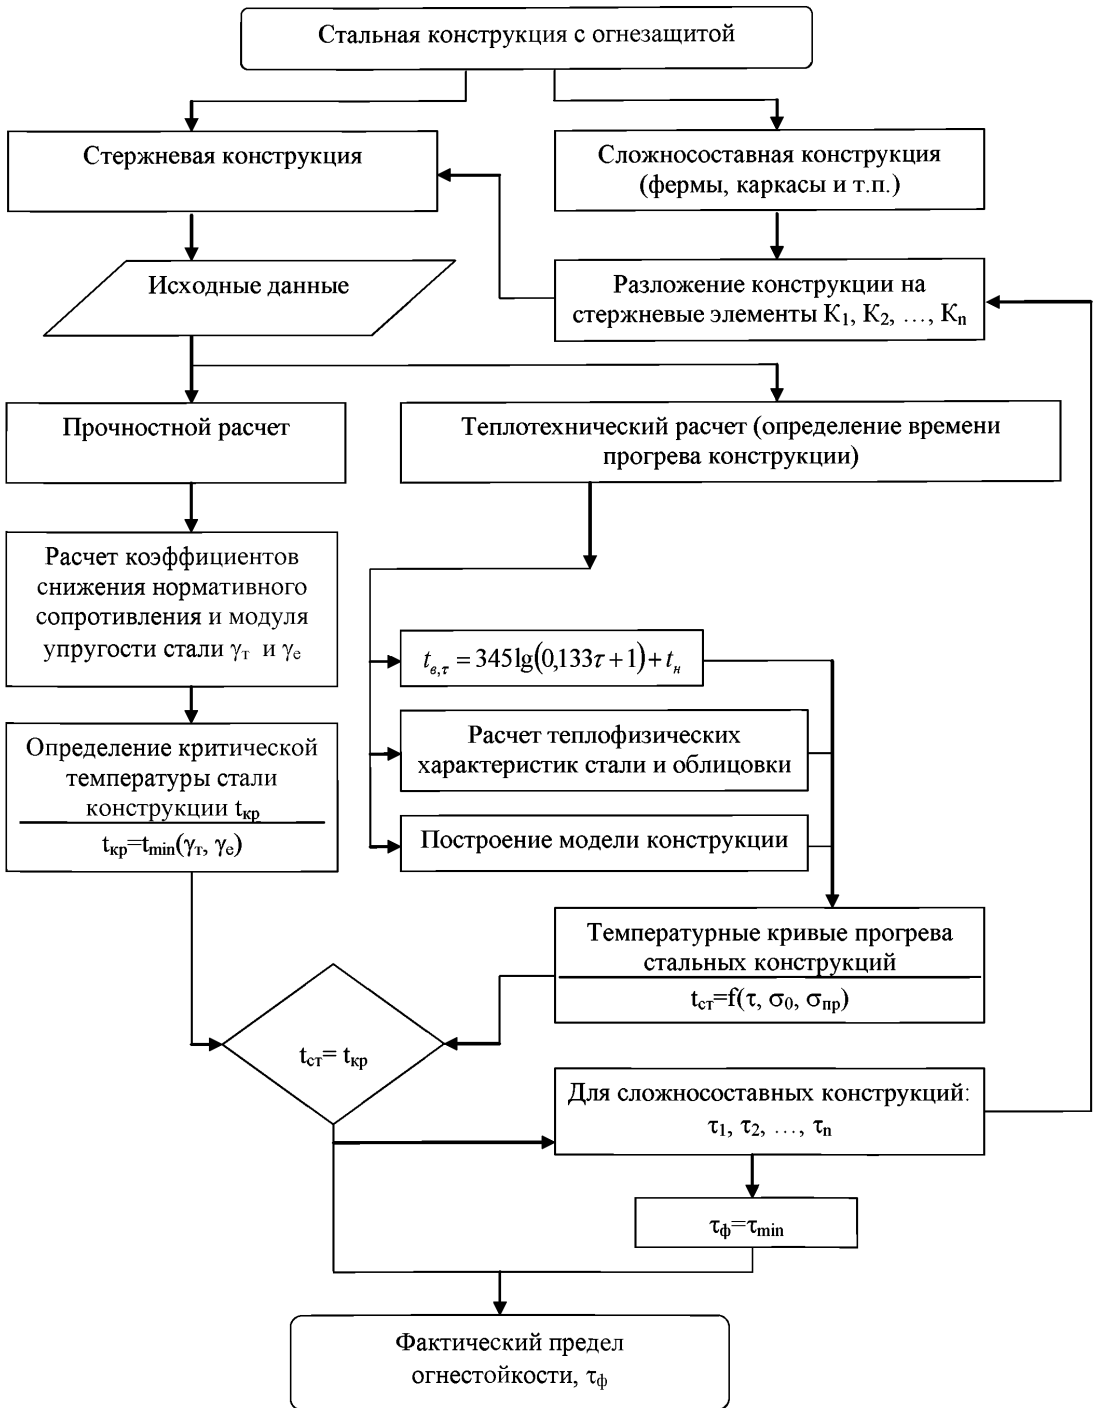 Стальная конструкция с огнезащитой
Стержневая конструкция
Сложносоставная конструкция
(фермы, каркасы и т.п.)
Исходные данные
Разложение конструкции на
стержневые элементы К₁, К₂, …, Кₙ
Прочностной расчет
Теплотехнический расчет (определение времени
прогрева конструкции)
Расчет коэффициентов
снижения нормативного
сопротивления и модуля
упругости стали γт и γе
t_{в,τ} = 345lg(0,133τ + 1) + t_н
Расчет теплофизических
характеристик стали и облицовки
Построение модели конструкции
Определение критической
температуры стали
конструкции tкр
tкр=tmin(γт, γе)
Температурные кривые прогрева
стальных конструкций
tст=f(τ, σ₀, σпр)
tст= tкр
Для сложносоставных конструкций:
τ₁, τ₂, …, τₙ
τф=τmin
Фактический предел
огнестойкости, τф